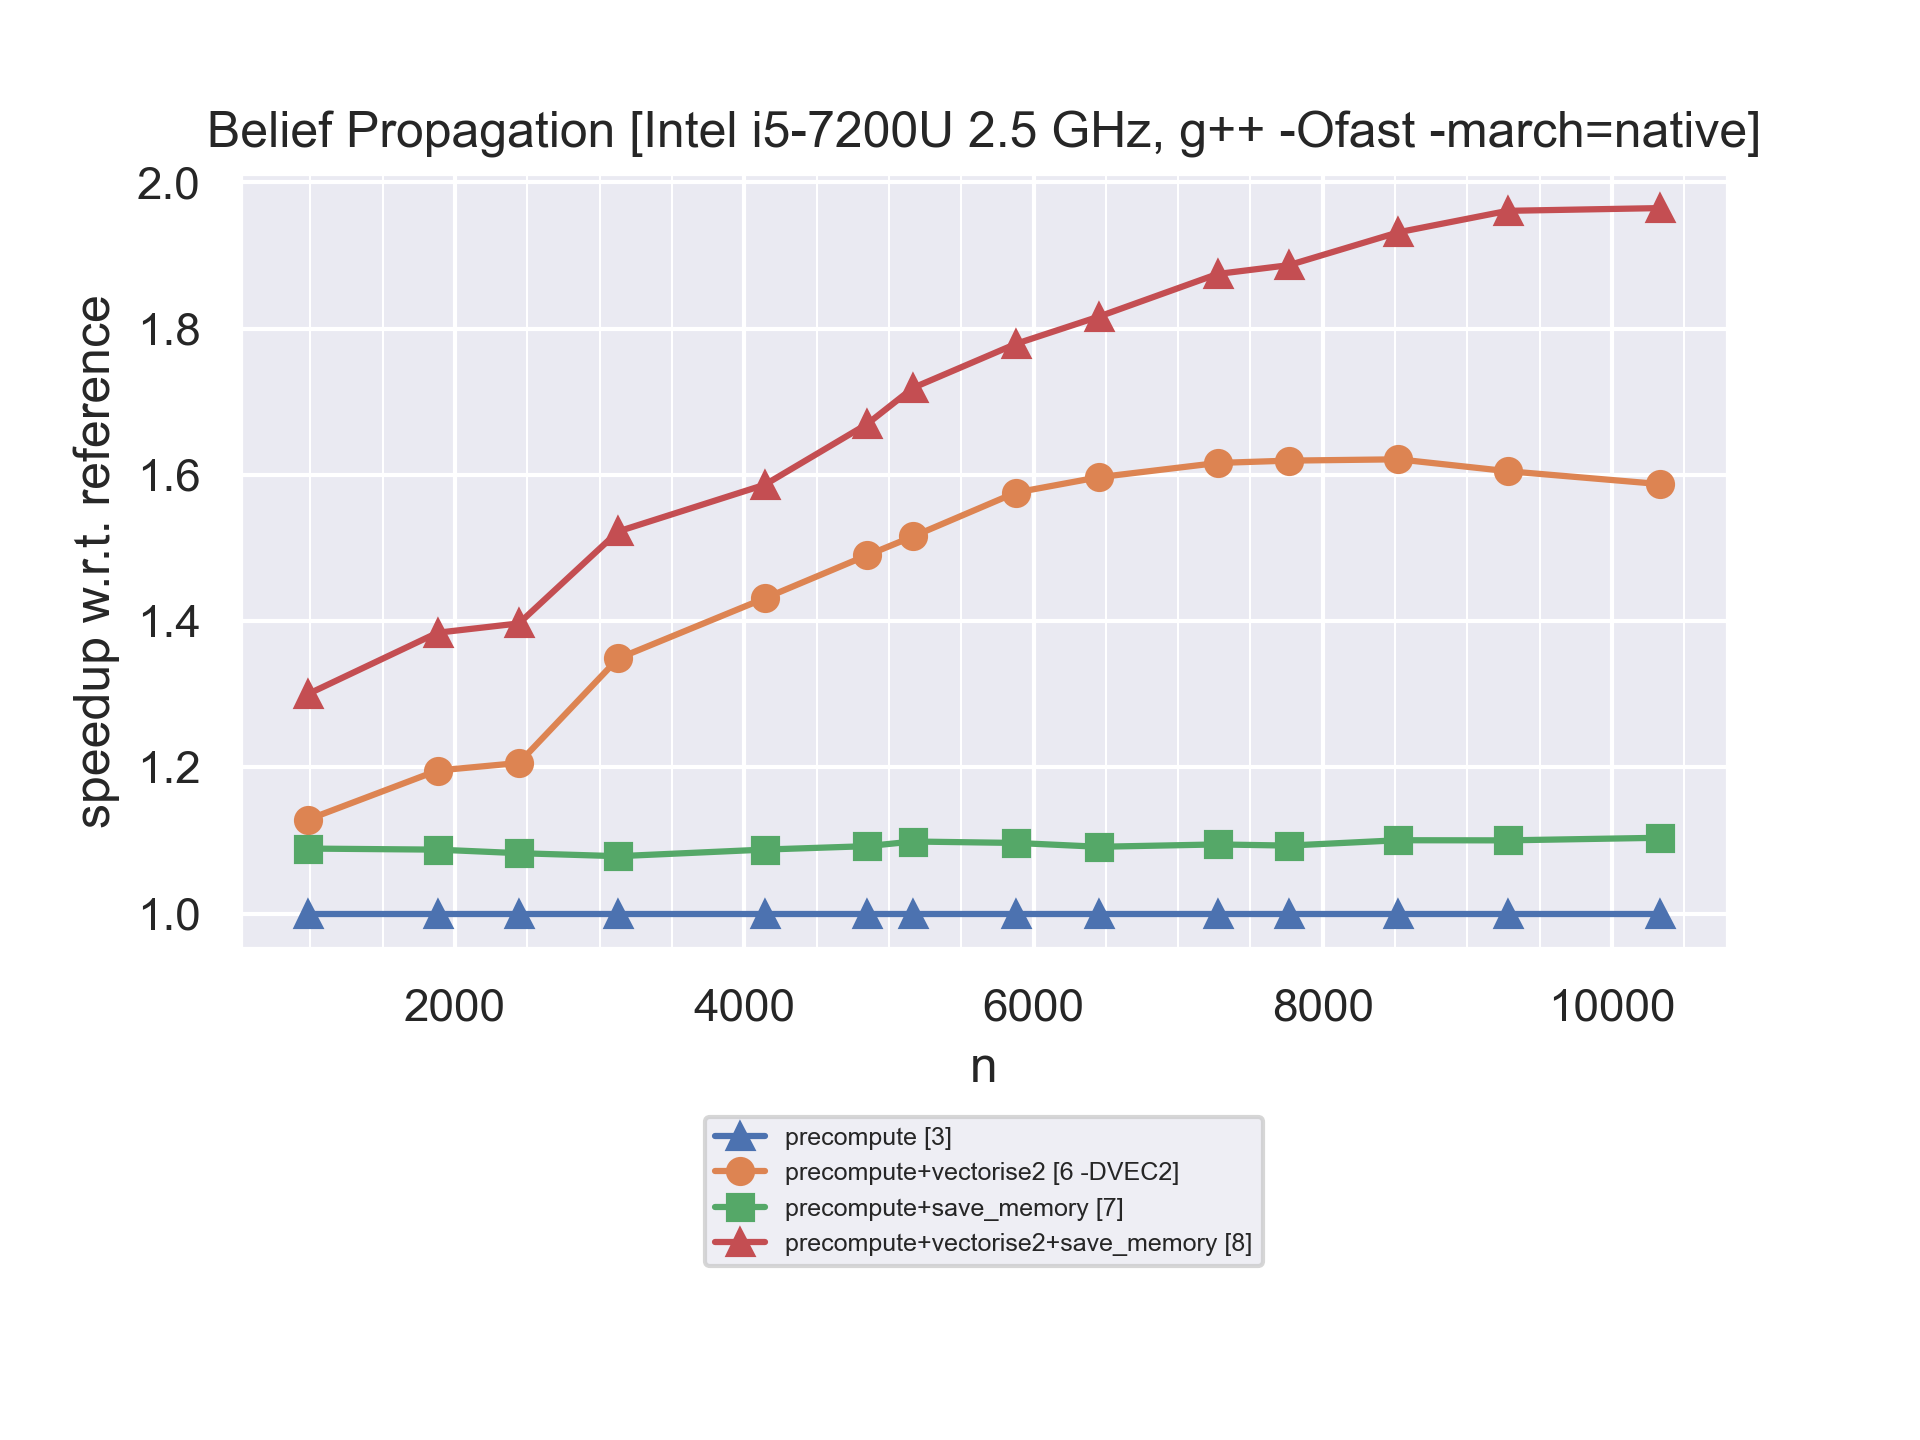 Belief Propagation [Intel i5-7200U 2.5 GHz, g++ -Ofast -march=native]
speedup w.r.t. reference
2.0
1.8
1.6
1.4
1.2
1.0
2000 4000 6000 8000 10000
n
precompute [3]
precompute+vectorise2 [6 -DVEC2]
precompute+save_memory [7]
precompute+vectorise2+save_memory [8]